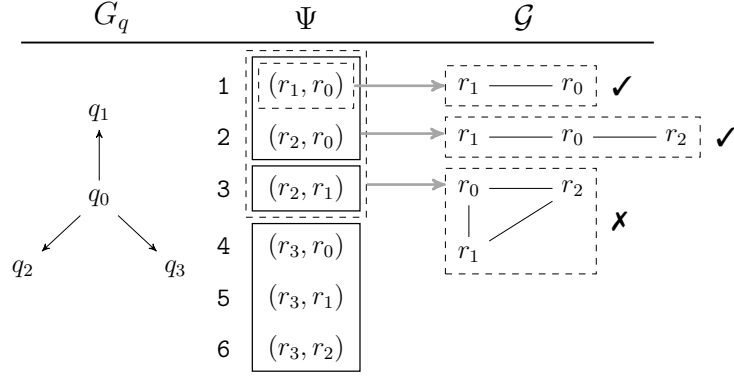 G_q Ψ 𝒢
1 (r_1, r_0) r_1 r_0 ✓
q_1
2 (r_2, r_0) r_1 r_0 r_2 ✓
3 (r_2, r_1) r_0 r_2
q_0
✗
4 (r_3, r_0) r_1
q_2 q_3
5 (r_3, r_1)
6 (r_3, r_2)